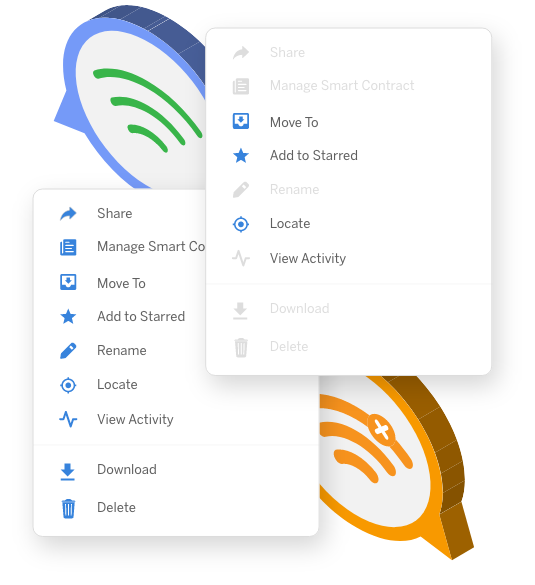 Share
Manage Smart Contract
Move To
Add to Starred
Rename
Locate
View Activity
Download
Delete
Share
Manage Smart Co
Move To
Add to Starred
Rename
Locate
View Activity
Download
Delete